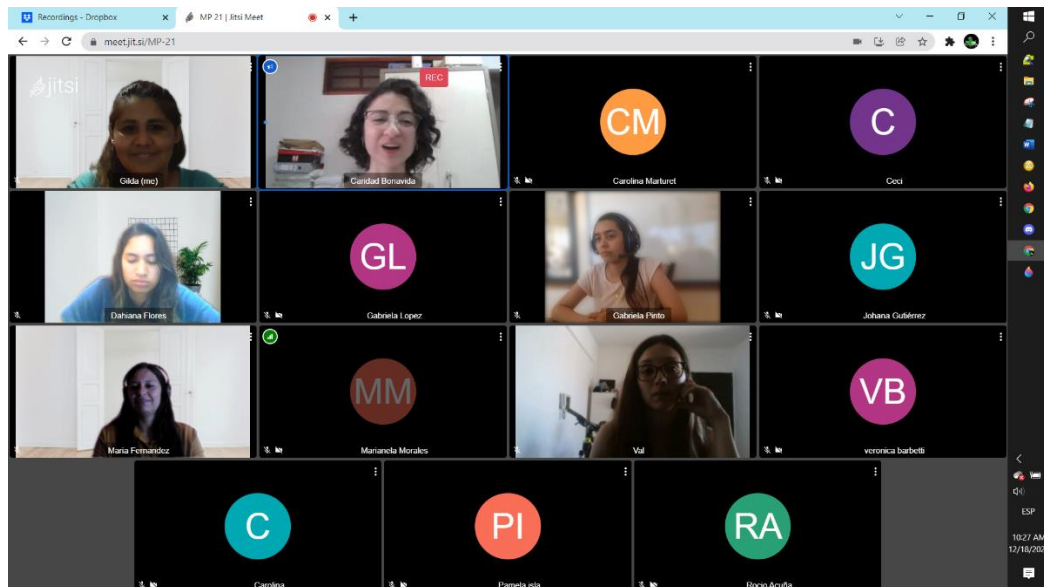 Recordings - Dropbox
MP 21 | Jitsi Meet
meet.jit.si/MP-21
jitsi
Gilda (me)
REC
Caridad Bonavida
CM
Carolina Marturet
C
Ceci
Dahiana Flores
GL
Gabriela Lopez
Gabriela Pinto
JG
Johana Gutiérrez
Maria Fernandez
MM
Marianela Morales
Val
VB
veronica barbetti
C
Carolina
PI
Pamela isla
RA
Rocio Acuña
ESP
10:27 AM